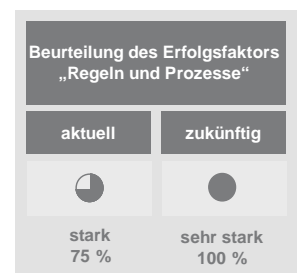 Beurteilung des Erfolgsfaktors
„Regeln und Prozesse“
aktuell zukünftig
stark sehr stark
75 % 100 %